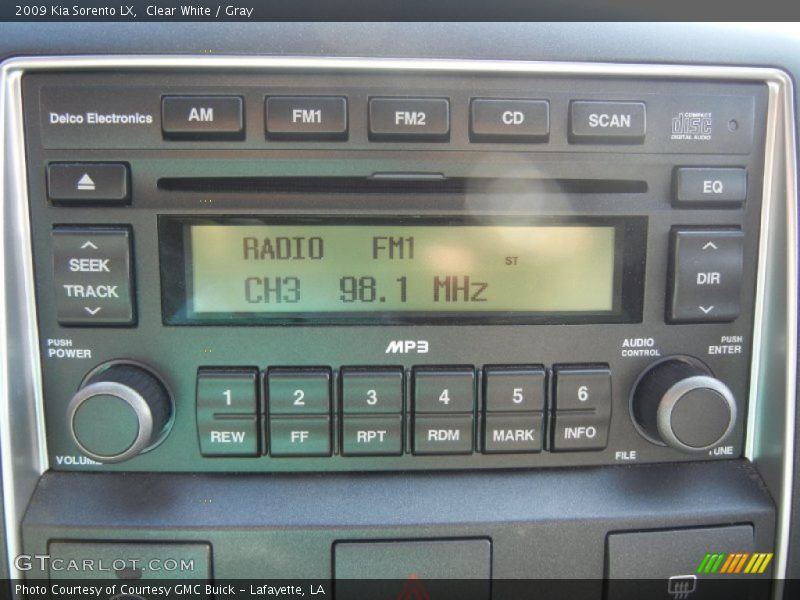 2009 Kia Sorento LX,  Clear White / Gray
Delco Electronics
AM
FM1
FM2
CD
SCAN
COMPACT
disc
DIGITAL AUDIO
EQ
SEEK
TRACK
RADIO FM1
ST
CH3 98.1 MHz
DIR
PUSH
POWER
MP3
AUDIO
CONTROL
PUSH
ENTER
1
REW
2
FF
3
RPT
4
RDM
5
MARK
6
INFO
VOLUME
FILE
TUNE
GTCARLOT.COM
Photo Courtesy of Courtesy GMC Buick - Lafayette, LA